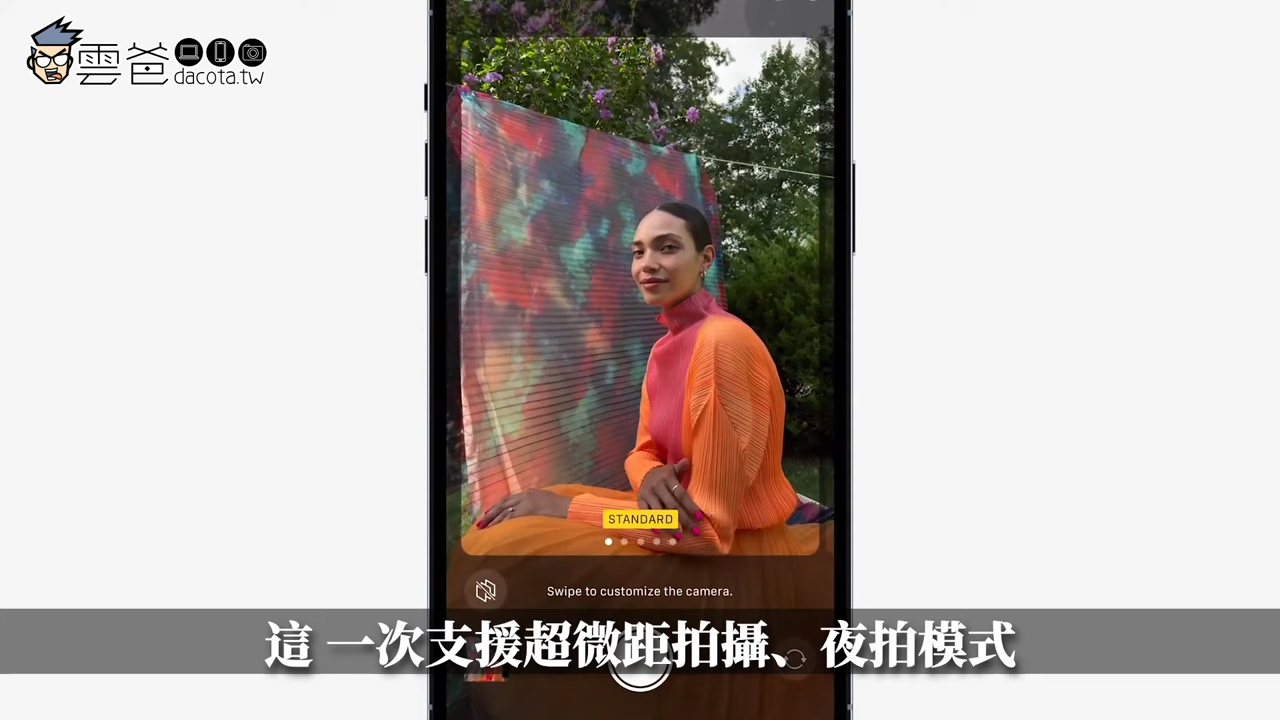 雲爸
dacota.tw
STANDARD
Swipe to customize the camera.
這 一次支援超微距拍攝、夜拍模式